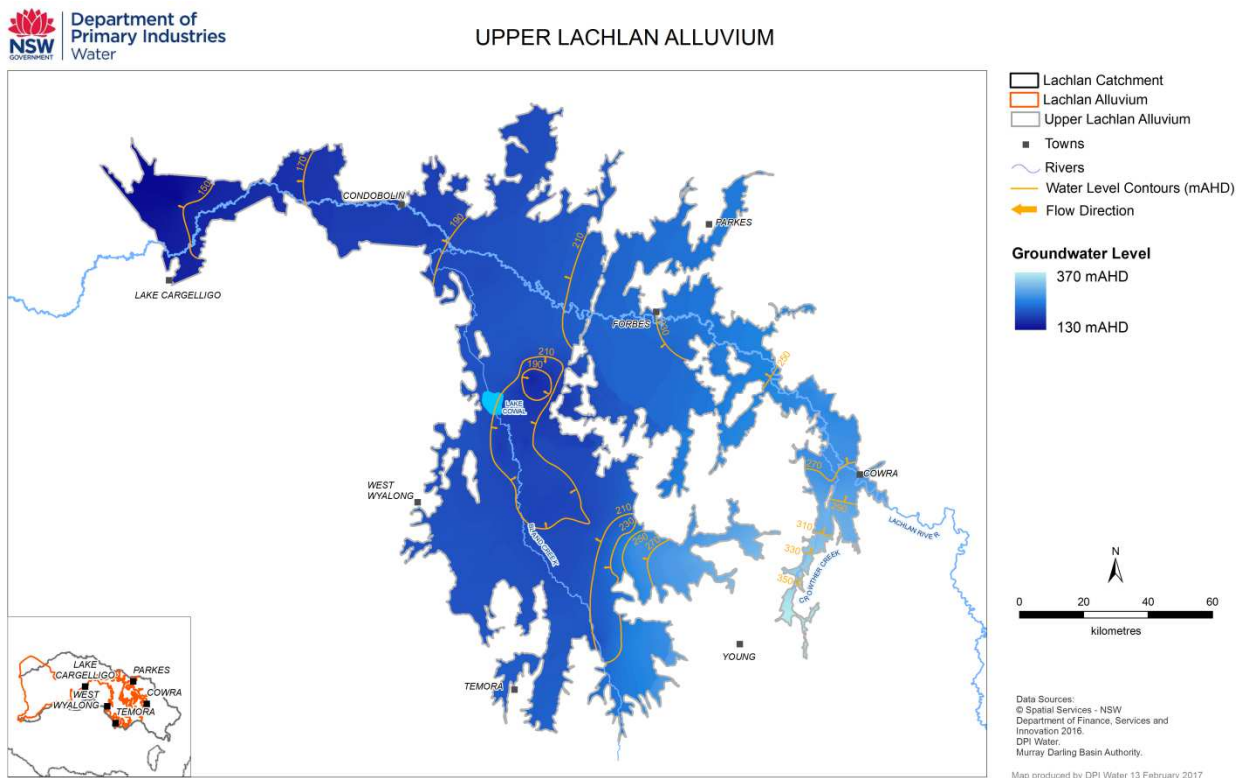 Department of
Primary Industries
Water
NSW
GOVERNMENT
UPPER LACHLAN ALLUVIUM
Lachlan Catchment
Lachlan Alluvium
Upper Lachlan Alluvium
Towns
Rivers
Water Level Contours (mAHD)
Flow Direction
Groundwater Level
370 mAHD
130 mAHD
150
170
CONDOBOLIN
190
210
PARKES
LAKE CARGELLIGO
FORBES
230
250
210
190
LAKE
COWAL
WEST
WYALONG
BLAND CREEK
210
230
250
270
270
COWRA
290
LACHLAN RIVER
310
330
350
CROWTHER CREEK
YOUNG
TEMORA
N
0 20 40 60
kilometres
LAKE
CARGELLIGO
PARKES
WEST
WYALONG
COWRA
TEMORA
Data Sources:
© Spatial Services - NSW
Department of Finance, Services and
Innovation 2016.
DPI Water.
Murray Darling Basin Authority.
Map produced by DPI Water 13 February 2017